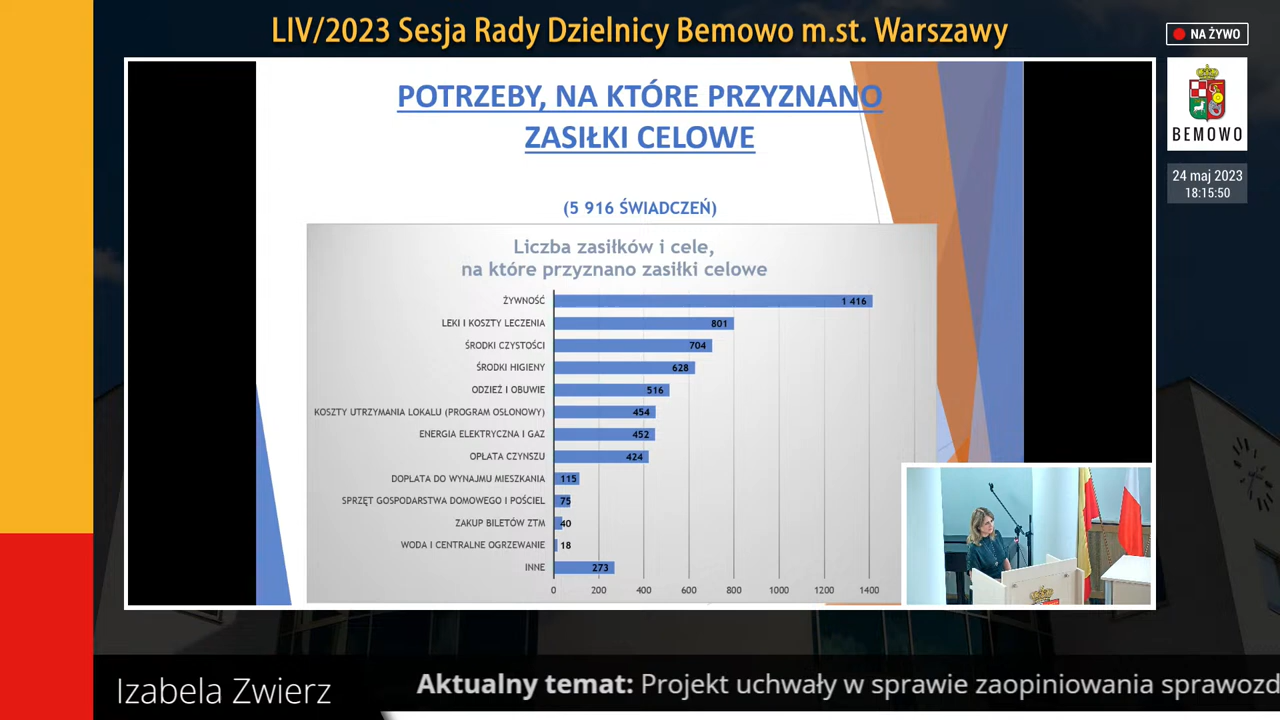 LIV/2023 Sesja Rady Dzielnicy Bemowo m.st. Warszawy
NA ŻYWO
BEMOWO
24 maj 2023
18:15:50
POTRZEBY, NA KTÓRE PRZYZNANO
ZASIŁKI CELOWE
(5 916 ŚWIADCZEŃ)
Liczba zasiłków i cele,
na które przyznano zasiłki celowe
ŻYWNOŚĆ 1 416
LEKI I KOSZTY LECZENIA 801
ŚRODKI CZYSTOŚCI 704
ŚRODKI HIGIENY 628
ODZIEŻ I OBUWIE 516
KOSZTY UTRZYMANIA LOKALU (PROGRAM OSŁONOWY) 454
ENERGIA ELEKTRYCZNA I GAZ 452
OPŁATA CZYNSZU 424
DOPŁATA DO WYNAJMU MIESZKANIA 115
SPRZĘT GOSPODARSTWA DOMOWEGO I POŚCIEL 75
ZAKUP BILETÓW ZTM 40
WODA I CENTRALNE OGRZEWANIE 18
INNE 273
0 200 400 600 800 1000 1200 1400
Izabela Zwierz
Aktualny temat: Projekt uchwały w sprawie zaopiniowania sprawozd